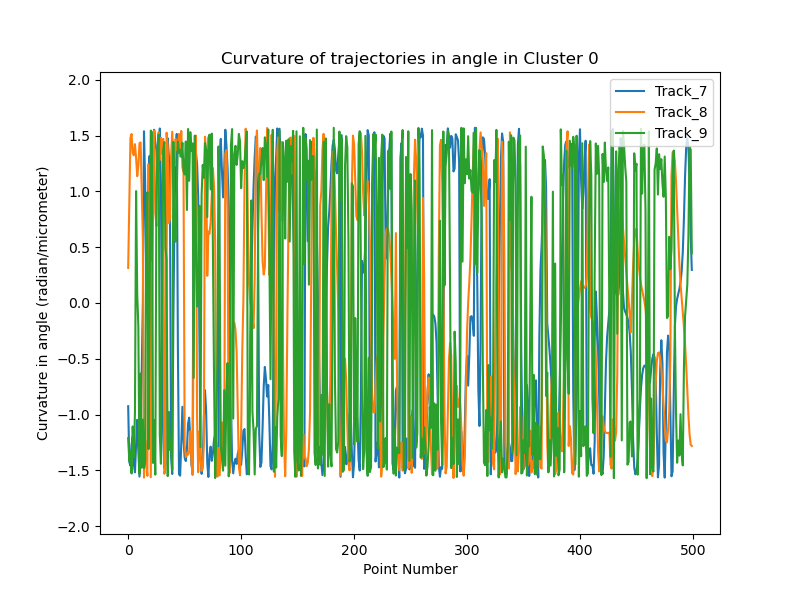 Curvature of trajectories in angle in Cluster 0
Track_7
Track_8
Track_9
Curvature in angle (radian/micrometer)
2.0
1.5
1.0
0.5
0.0
−0.5
−1.0
−1.5
−2.0
0 100 200 300 400 500
Point Number